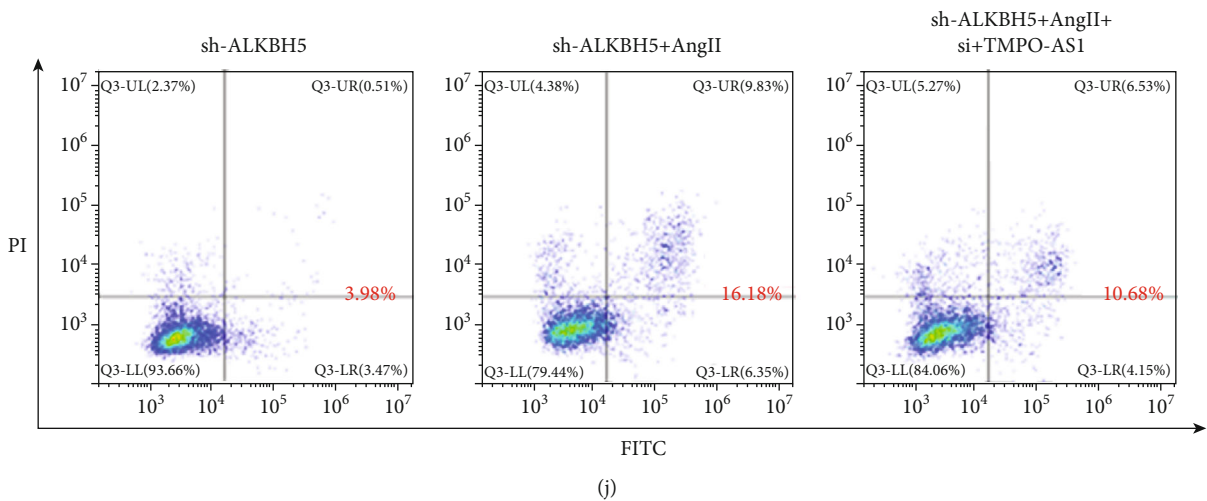 sh-ALKBH5
Q3-UL(2.37%) Q3-UR(0.51%)
10^7
10^6
10^5
10^4
10^3
3.98%
Q3-LL(93.66%) Q3-LR(3.47%)
10^3 10^4 10^5 10^6 10^7
sh-ALKBH5+AngII
Q3-UL(4.38%) Q3-UR(9.83%)
10^7
10^6
10^5
10^4
10^3
16.18%
Q3-LL(79.44%) Q3-LR(6.35%)
10^3 10^4 10^5 10^6 10^7
sh-ALKBH5+AngII+
si+TMPO-AS1
Q3-UL(5.27%) Q3-UR(6.53%)
10^7
10^6
10^5
10^4
10^3
10.68%
Q3-LL(84.06%) Q3-LR(4.15%)
10^3 10^4 10^5 10^6 10^7
PI
FITC
(j)